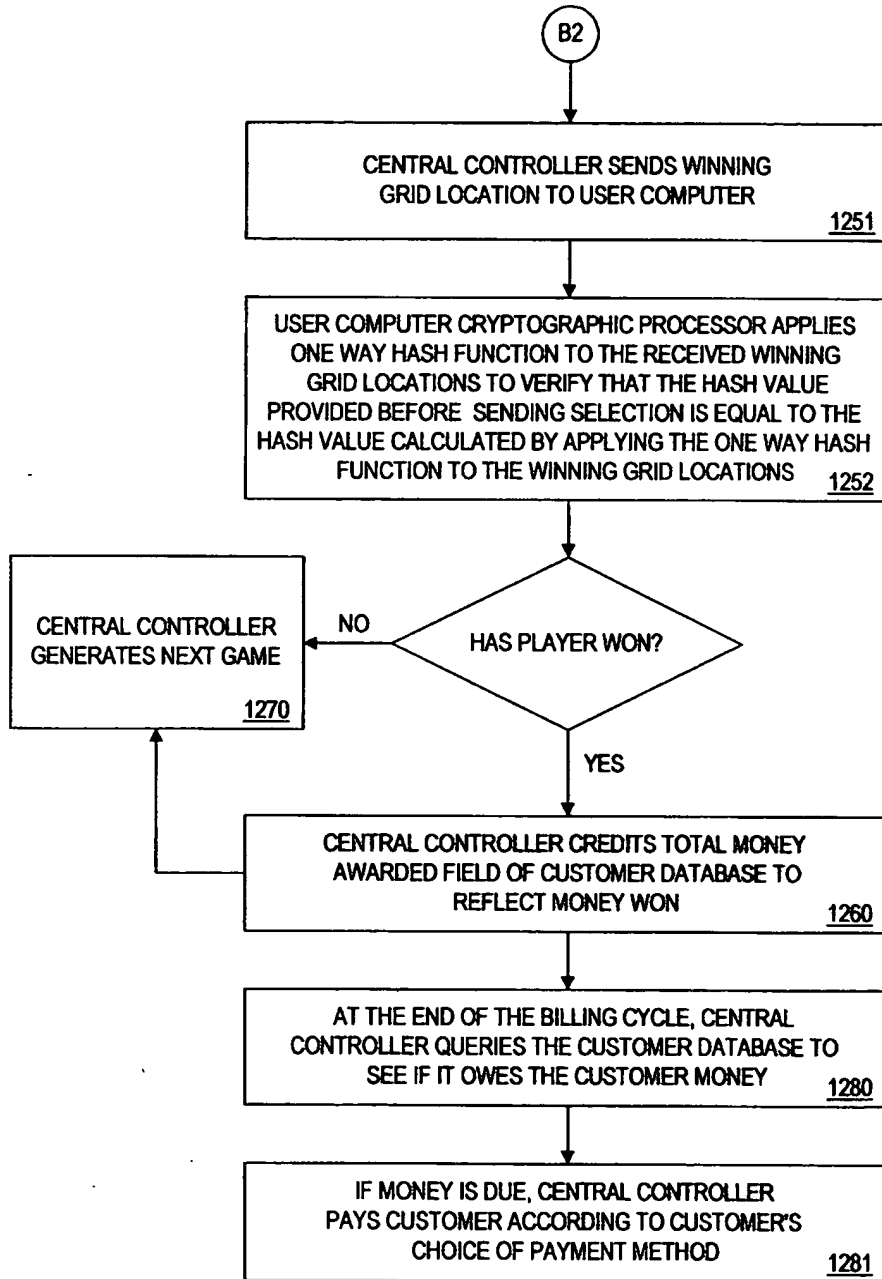 B2
CENTRAL CONTROLLER SENDS WINNING
GRID LOCATION TO USER COMPUTER
1251
USER COMPUTER CRYPTOGRAPHIC PROCESSOR APPLIES
ONE WAY HASH FUNCTION TO THE RECEIVED WINNING
GRID LOCATIONS TO VERIFY THAT THE HASH VALUE
PROVIDED BEFORE SENDING SELECTION IS EQUAL TO THE
HASH VALUE CALCULATED BY APPLYING THE ONE WAY HASH
FUNCTION TO THE WINNING GRID LOCATIONS
1252
CENTRAL CONTROLLER
GENERATES NEXT GAME
1270
NO
HAS PLAYER WON?
YES
CENTRAL CONTROLLER CREDITS TOTAL MONEY
AWARDED FIELD OF CUSTOMER DATABASE TO
REFLECT MONEY WON
1260
AT THE END OF THE BILLING CYCLE, CENTRAL
CONTROLLER QUERIES THE CUSTOMER DATABASE TO
SEE IF IT OWES THE CUSTOMER MONEY
1280
IF MONEY IS DUE, CENTRAL CONTROLLER
PAYS CUSTOMER ACCORDING TO CUSTOMER'S
CHOICE OF PAYMENT METHOD
1281